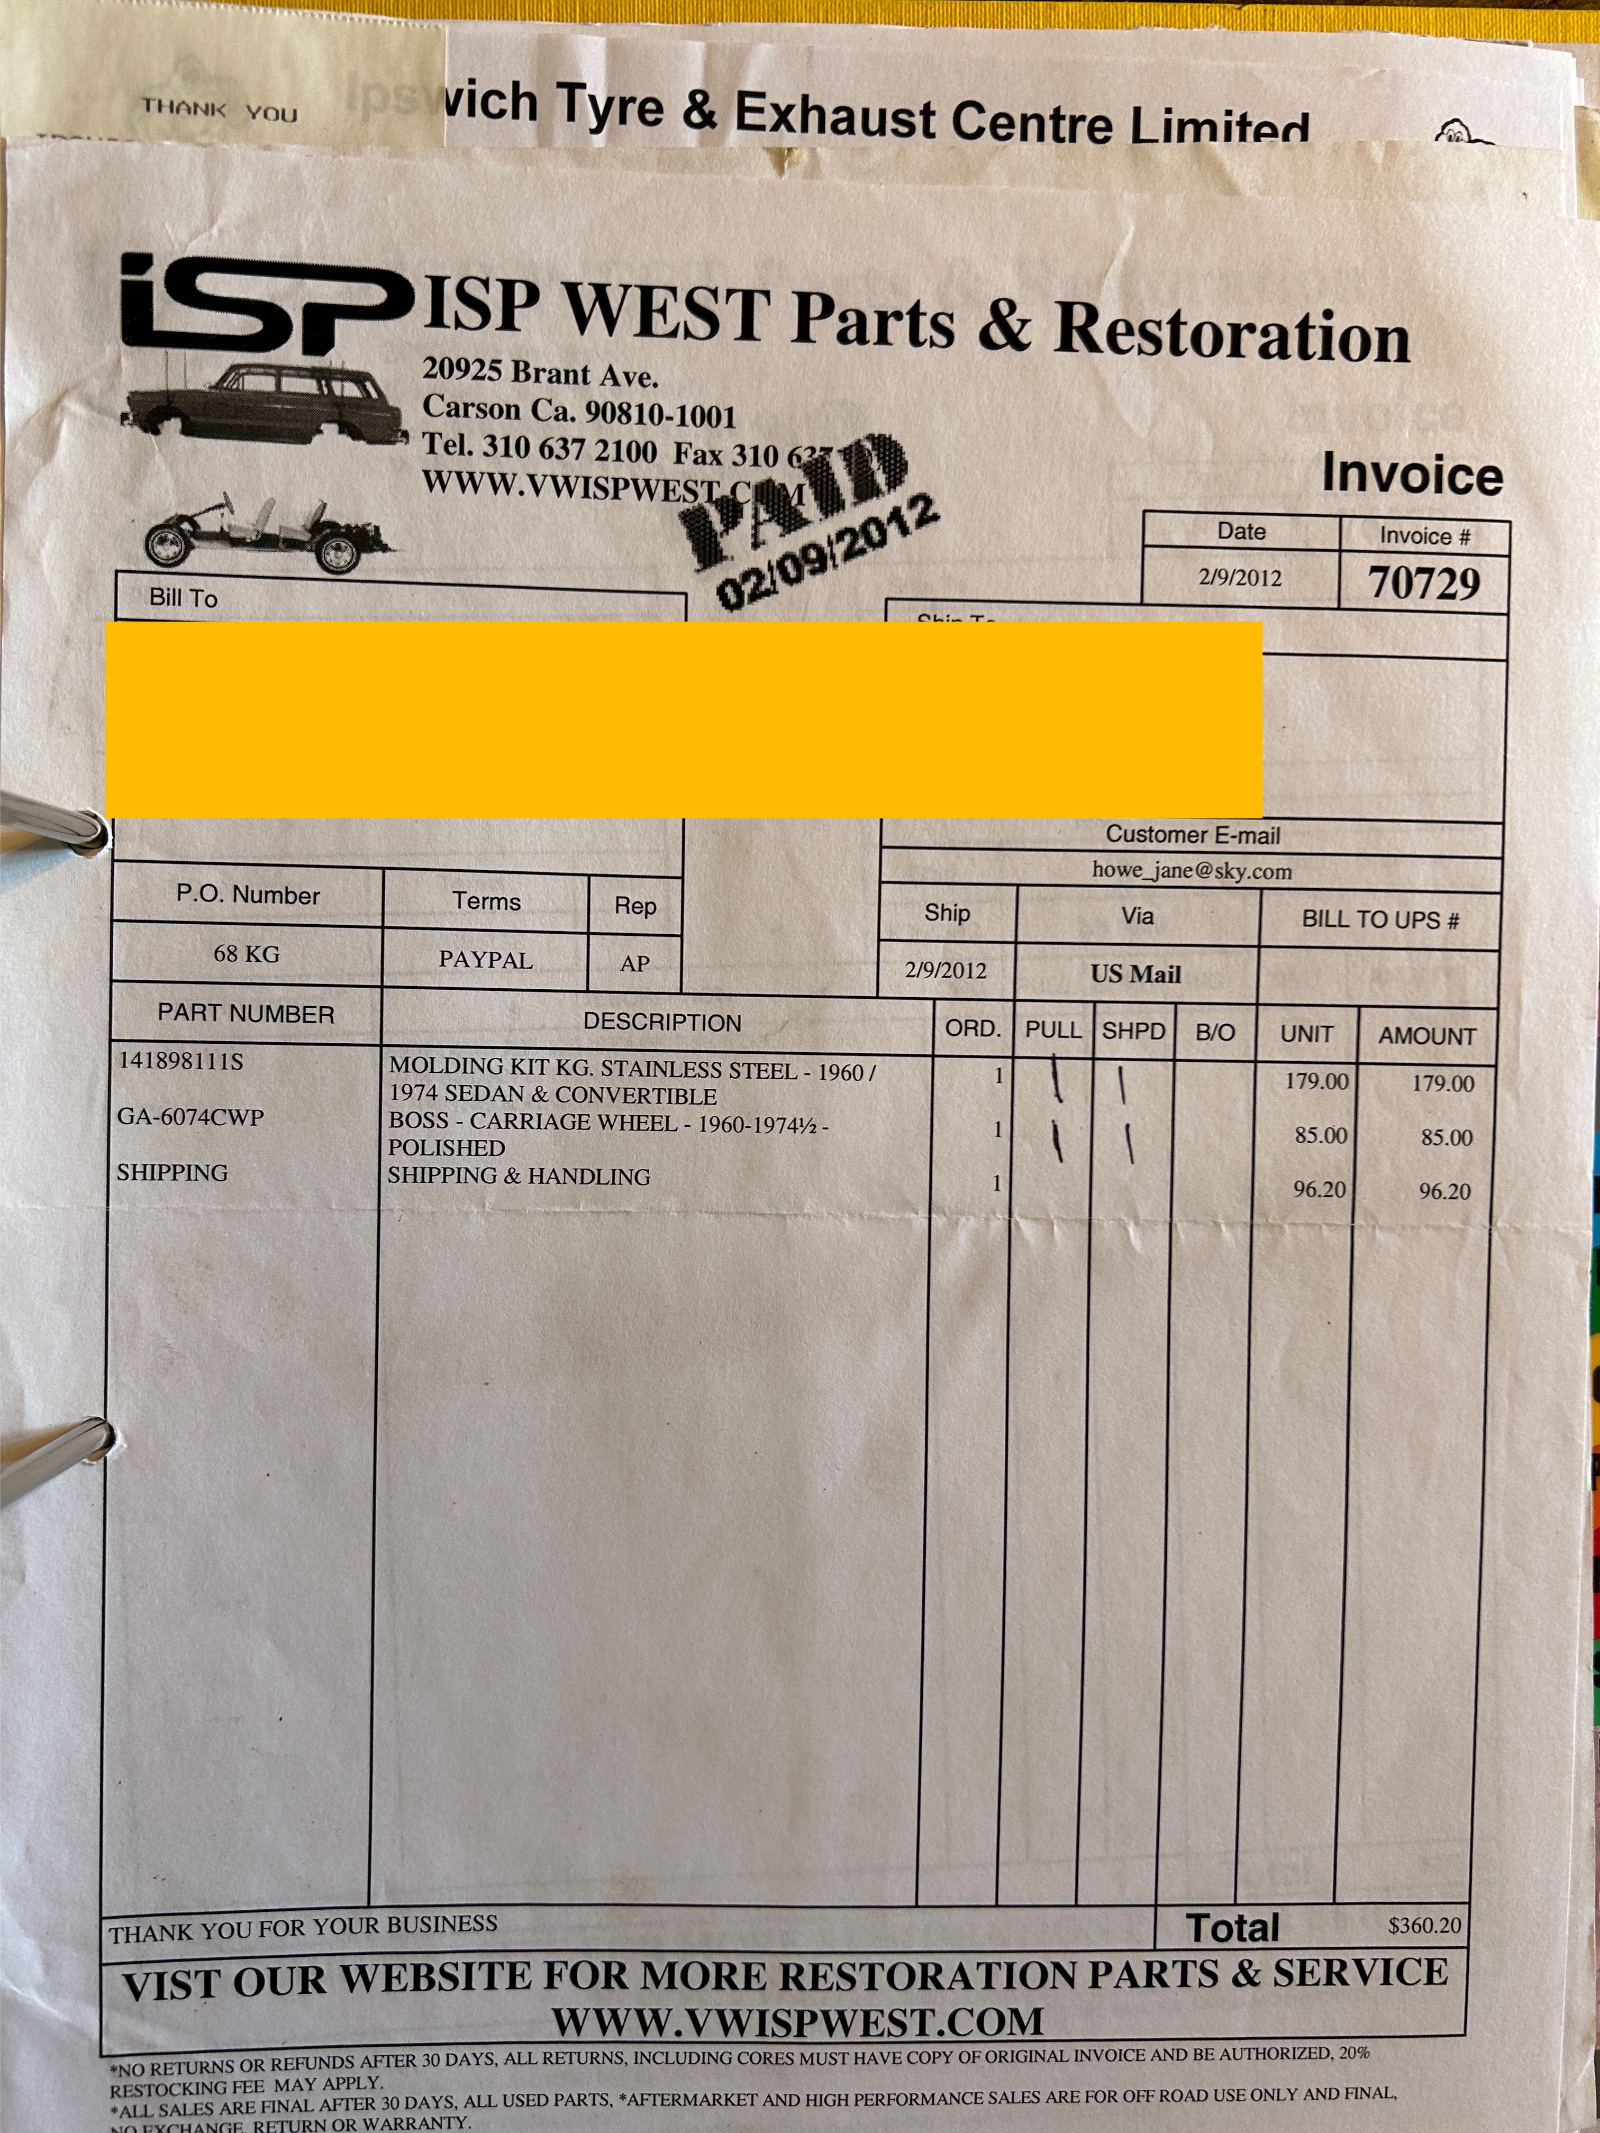 THANK YOU
Ipswich Tyre & Exhaust Centre Limited
iSP
ISP WEST Parts & Restoration
20925 Brant Ave.
Carson Ca. 90810-1001
Tel. 310 637 2100 Fax 310 637
WWW.VWISPWEST.COM
PAID
02/09/2012
Invoice
Date Invoice #
2/9/2012 70729
Bill To
Ship To
Customer E-mail
howe_jane@sky.com
P.O. Number Terms Rep
Ship Via BILL TO UPS #
68 KG PAYPAL AP
2/9/2012 US Mail
PART NUMBER DESCRIPTION ORD. PULL SHPD B/O UNIT AMOUNT
141898111S MOLDING KIT KG. STAINLESS STEEL - 1960 / 1 | | 179.00 179.00
1974 SEDAN & CONVERTIBLE
GA-6074CWP BOSS - CARRIAGE WHEEL - 1960-1974½ - 1 | | 85.00 85.00
POLISHED
SHIPPING SHIPPING & HANDLING 1 96.20 96.20
THANK YOU FOR YOUR BUSINESS Total $360.20
VIST OUR WEBSITE FOR MORE RESTORATION PARTS & SERVICE
WWW.VWISPWEST.COM
*NO RETURNS OR REFUNDS AFTER 30 DAYS, ALL RETURNS, INCLUDING CORES MUST HAVE COPY OF ORIGINAL INVOICE AND BE AUTHORIZED, 20%
RESTOCKING FEE MAY APPLY.
*ALL SALES ARE FINAL AFTER 30 DAYS, ALL USED PARTS, *AFTERMARKET AND HIGH PERFORMANCE SALES ARE FOR OFF ROAD USE ONLY AND FINAL,
NO EXCHANGE, RETURN OR WARRANTY.